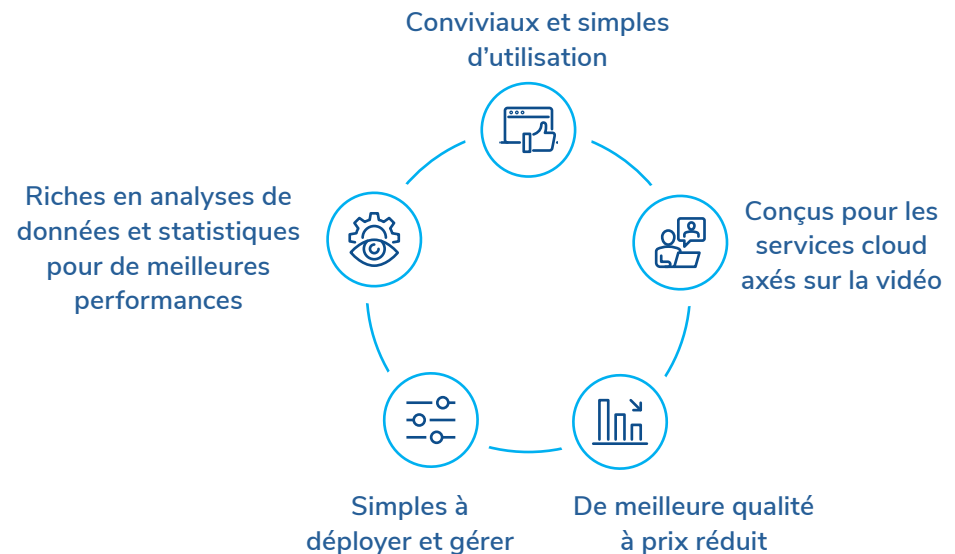 Conviviaux et simples
d’utilisation
Riches en analyses de
données et statistiques
pour de meilleures
performances
Conçus pour les
services cloud
axés sur la vidéo
Simples à
déployer et gérer
De meilleure qualité
à prix réduit